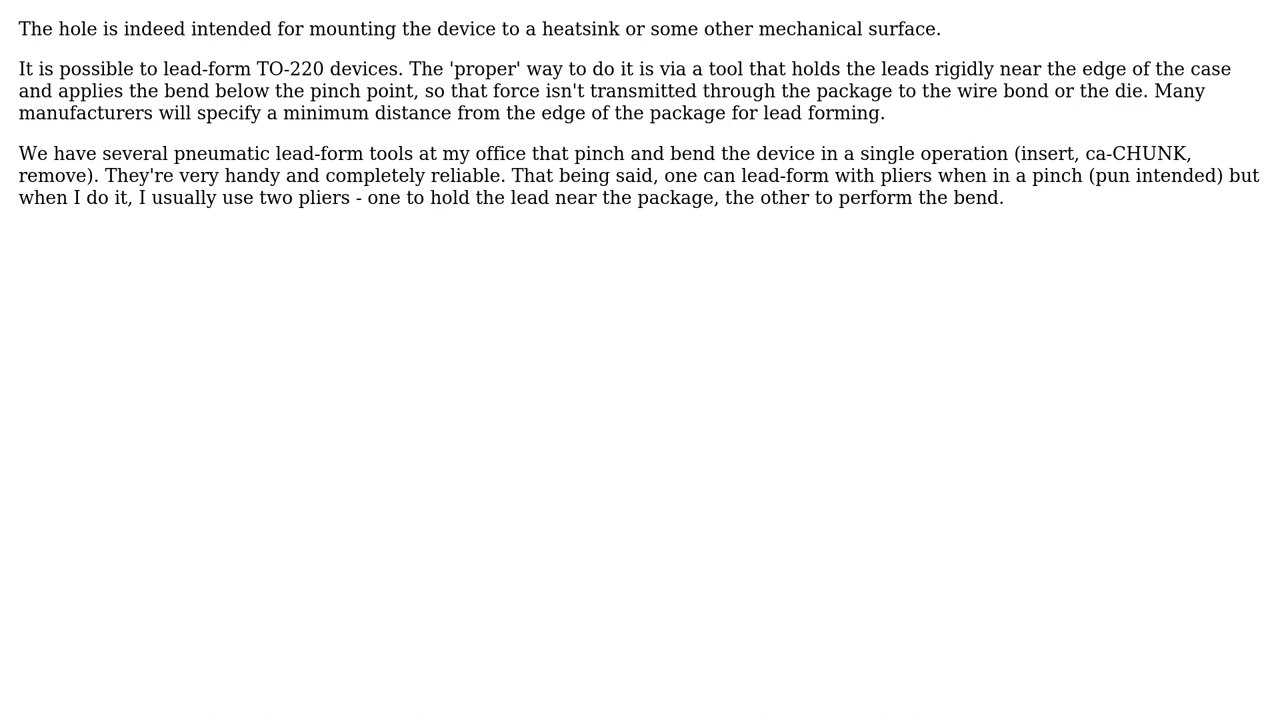 The hole is indeed intended for mounting the device to a heatsink or some other mechanical surface.
It is possible to lead-form TO-220 devices. The 'proper' way to do it is via a tool that holds the leads rigidly near the edge of the case
and applies the bend below the pinch point, so that force isn't transmitted through the package to the wire bond or the die. Many
manufacturers will specify a minimum distance from the edge of the package for lead forming.
We have several pneumatic lead-form tools at my office that pinch and bend the device in a single operation (insert, ca-CHUNK,
remove). They're very handy and completely reliable. That being said, one can lead-form with pliers when in a pinch (pun intended) but
when I do it, I usually use two pliers - one to hold the lead near the package, the other to perform the bend.